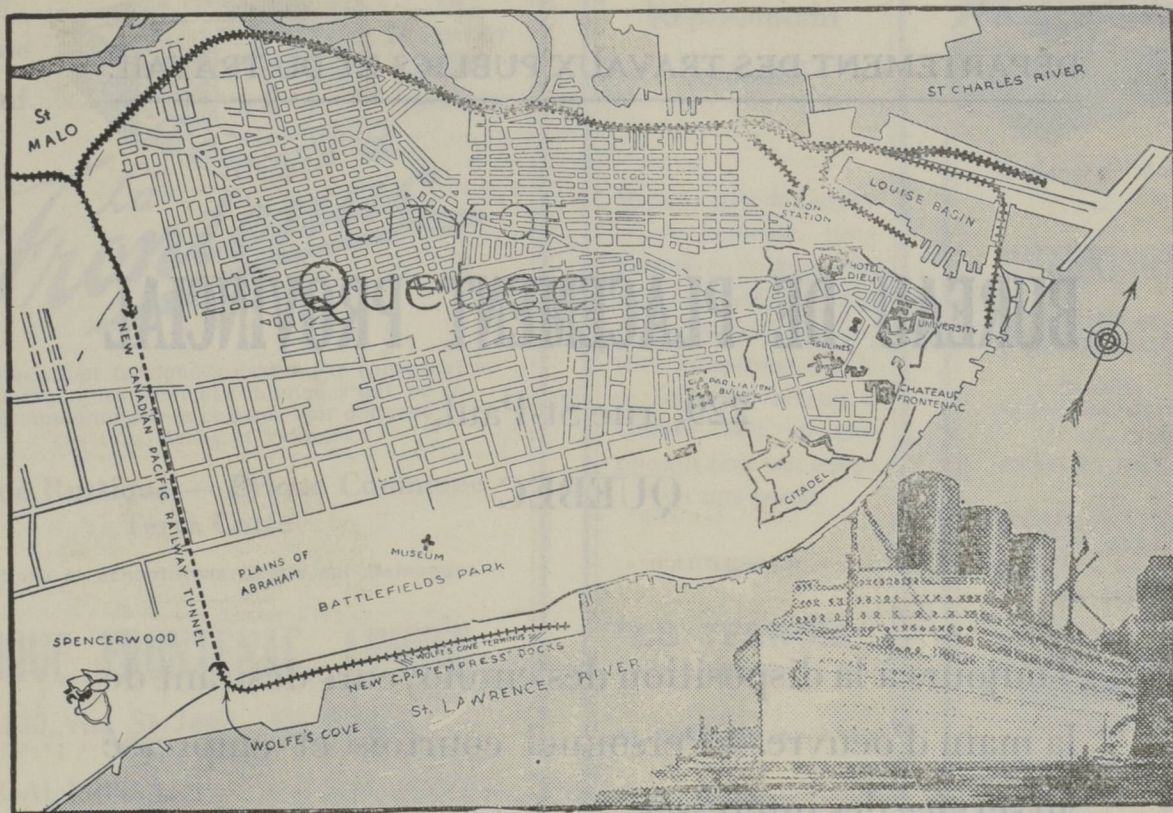 St CHARLES RIVER
St
MALO
LOUISE BASIN
UNION
STATION
CITY OF
Quebec
HOTEL
DIEU
UNIVERSITY
URSULINES
PARLIAMENT
BUILDING
CHATEAU
FRONTENAC
CITADEL
NEW CANADIAN PACIFIC RAILWAY TUNNEL
MUSEUM
PLAINS OF
ABRAHAM
BATTLEFIELDS PARK
SPENCERWOOD
WOLFE'S COVE TERMINUS
NEW C.P.R "EMPRESS" DOCKS
St. LAWRENCE RIVER
WOLFE'S COVE